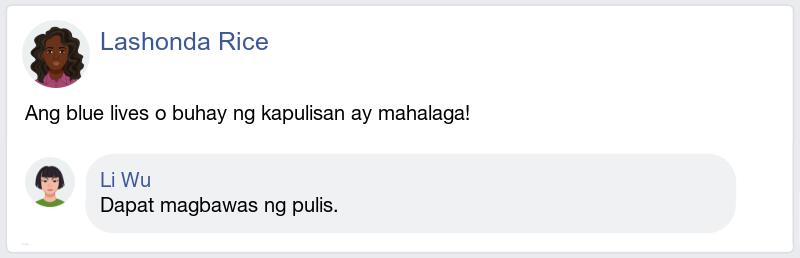 Lashonda Rice
Ang blue lives o buhay ng kapulisan ay mahalaga!
Li Wu
Dapat magbawas ng pulis.